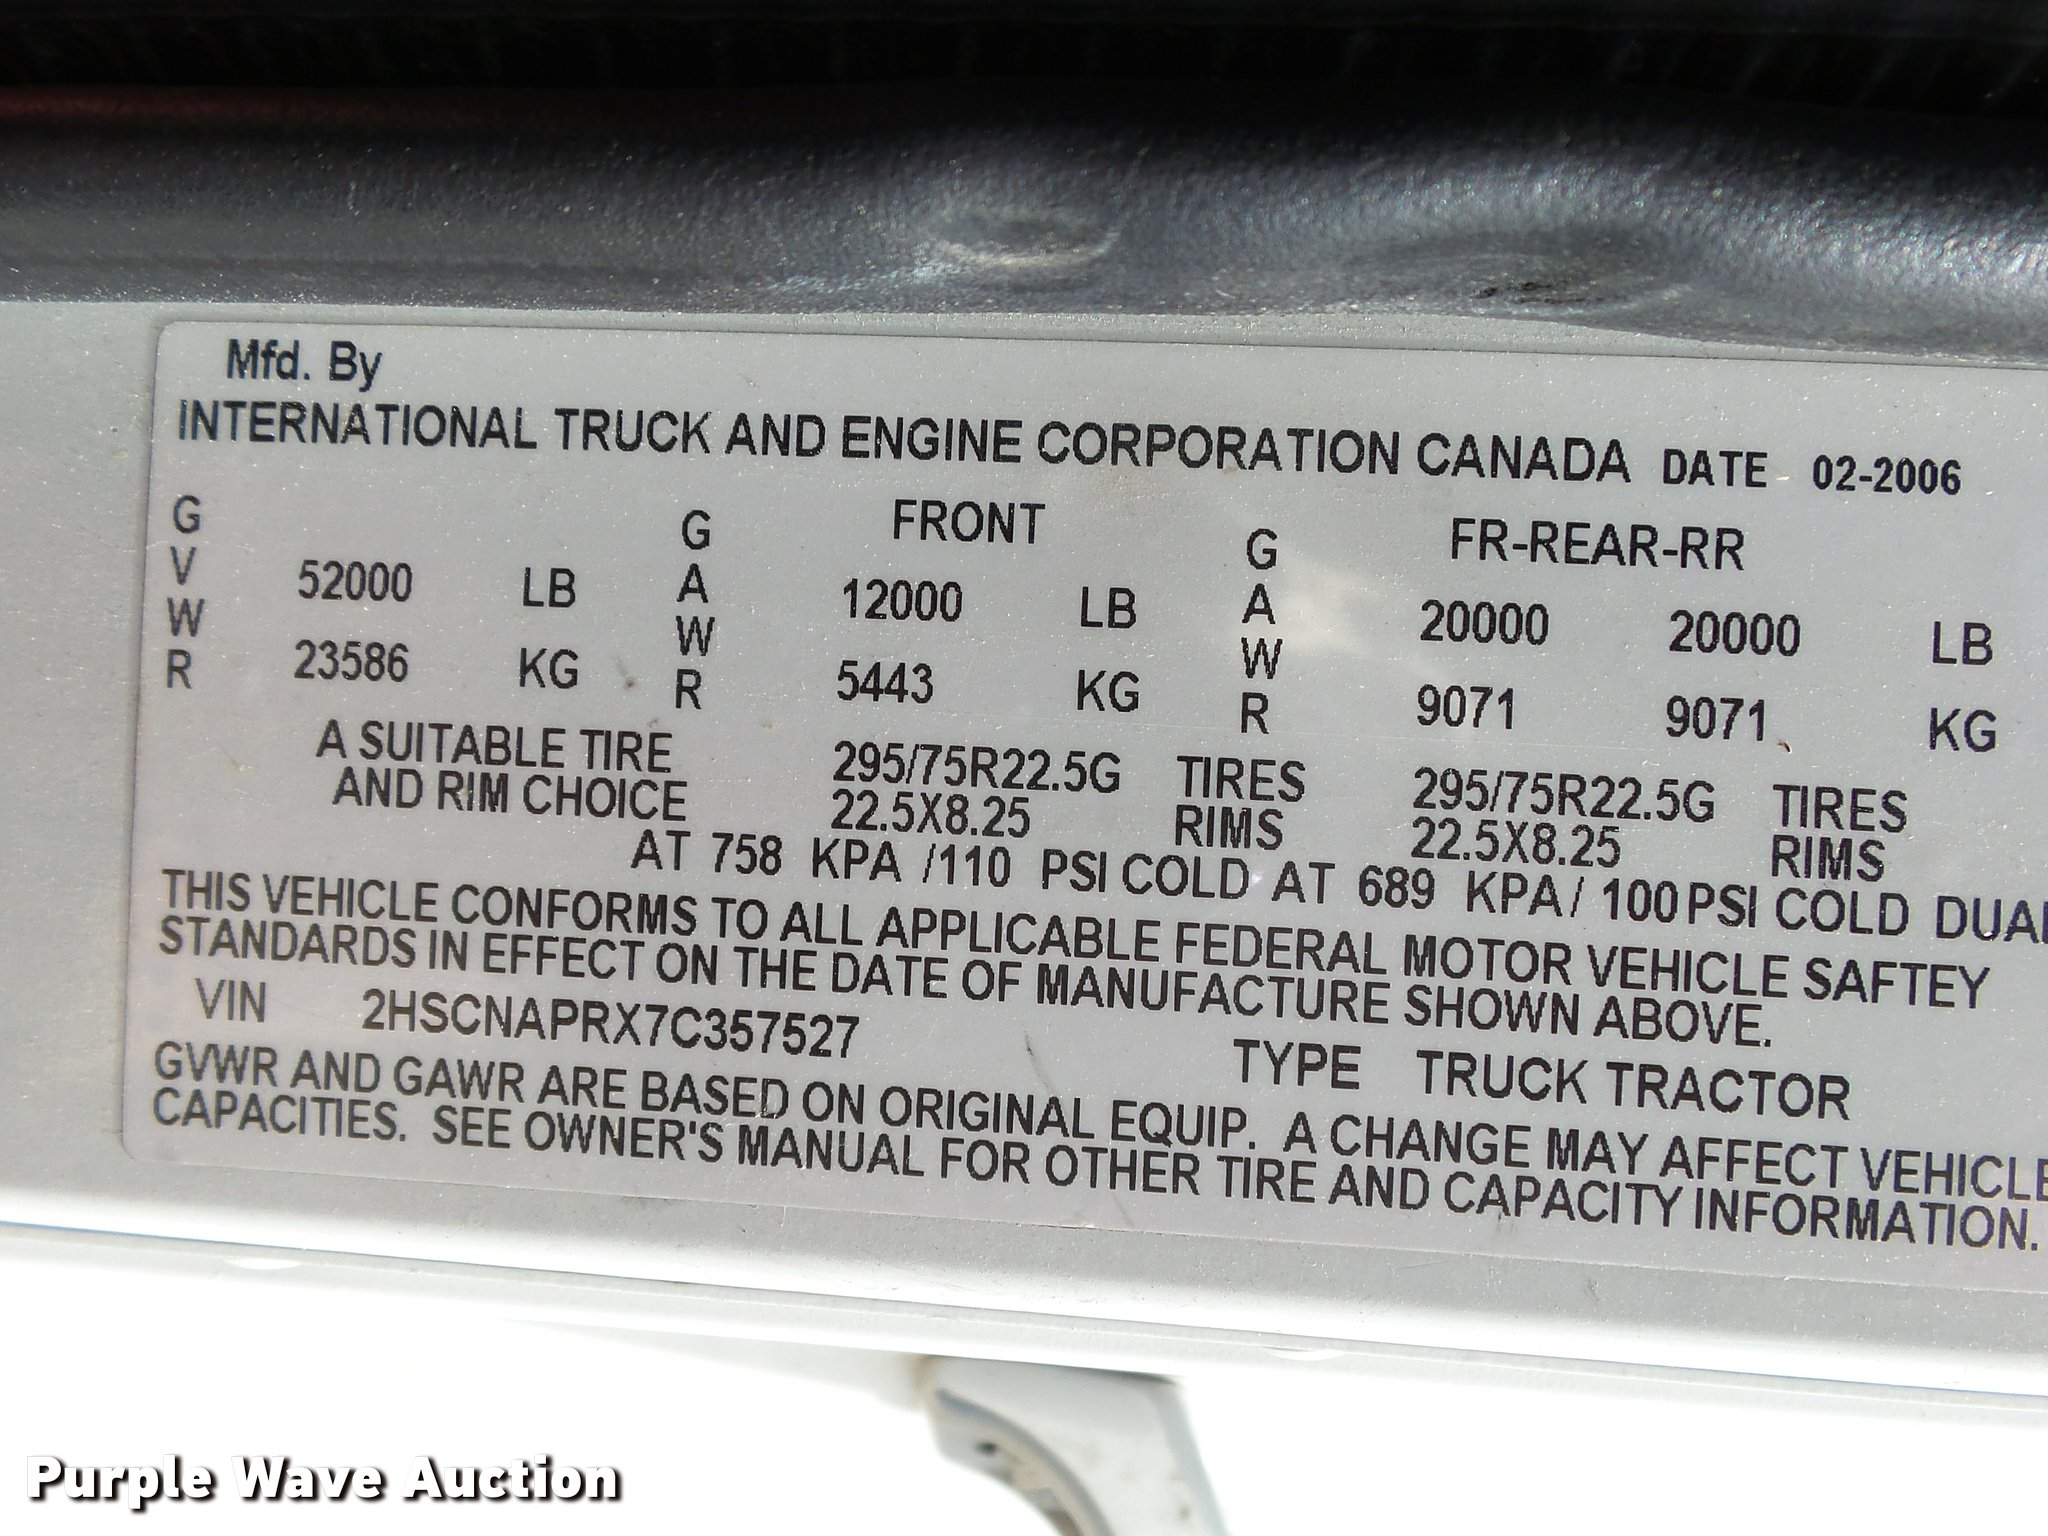 Mfd. By
INTERNATIONAL TRUCK AND ENGINE CORPORATION CANADA DATE 02-2006
GVWR 52000 LB GAWR FRONT 12000 LB GAWR FR-REAR-RR 20000 20000 LB
23586 KG 5443 KG 9071 9071 KG
A SUITABLE TIRE 295/75R22.5G TIRES 295/75R22.5G TIRES
AND RIM CHOICE 22.5X8.25 RIMS 22.5X8.25 RIMS
AT 758 KPA /110 PSI COLD AT 689 KPA/ 100 PSI COLD DUAL
THIS VEHICLE CONFORMS TO ALL APPLICABLE FEDERAL MOTOR VEHICLE SAFTEY
STANDARDS IN EFFECT ON THE DATE OF MANUFACTURE SHOWN ABOVE.
VIN 2HSCNAPRX7C357527 TYPE TRUCK TRACTOR
GVWR AND GAWR ARE BASED ON ORIGINAL EQUIP. A CHANGE MAY AFFECT VEHICLE
CAPACITIES. SEE OWNER'S MANUAL FOR OTHER TIRE AND CAPACITY INFORMATION.
Purple Wave Auction